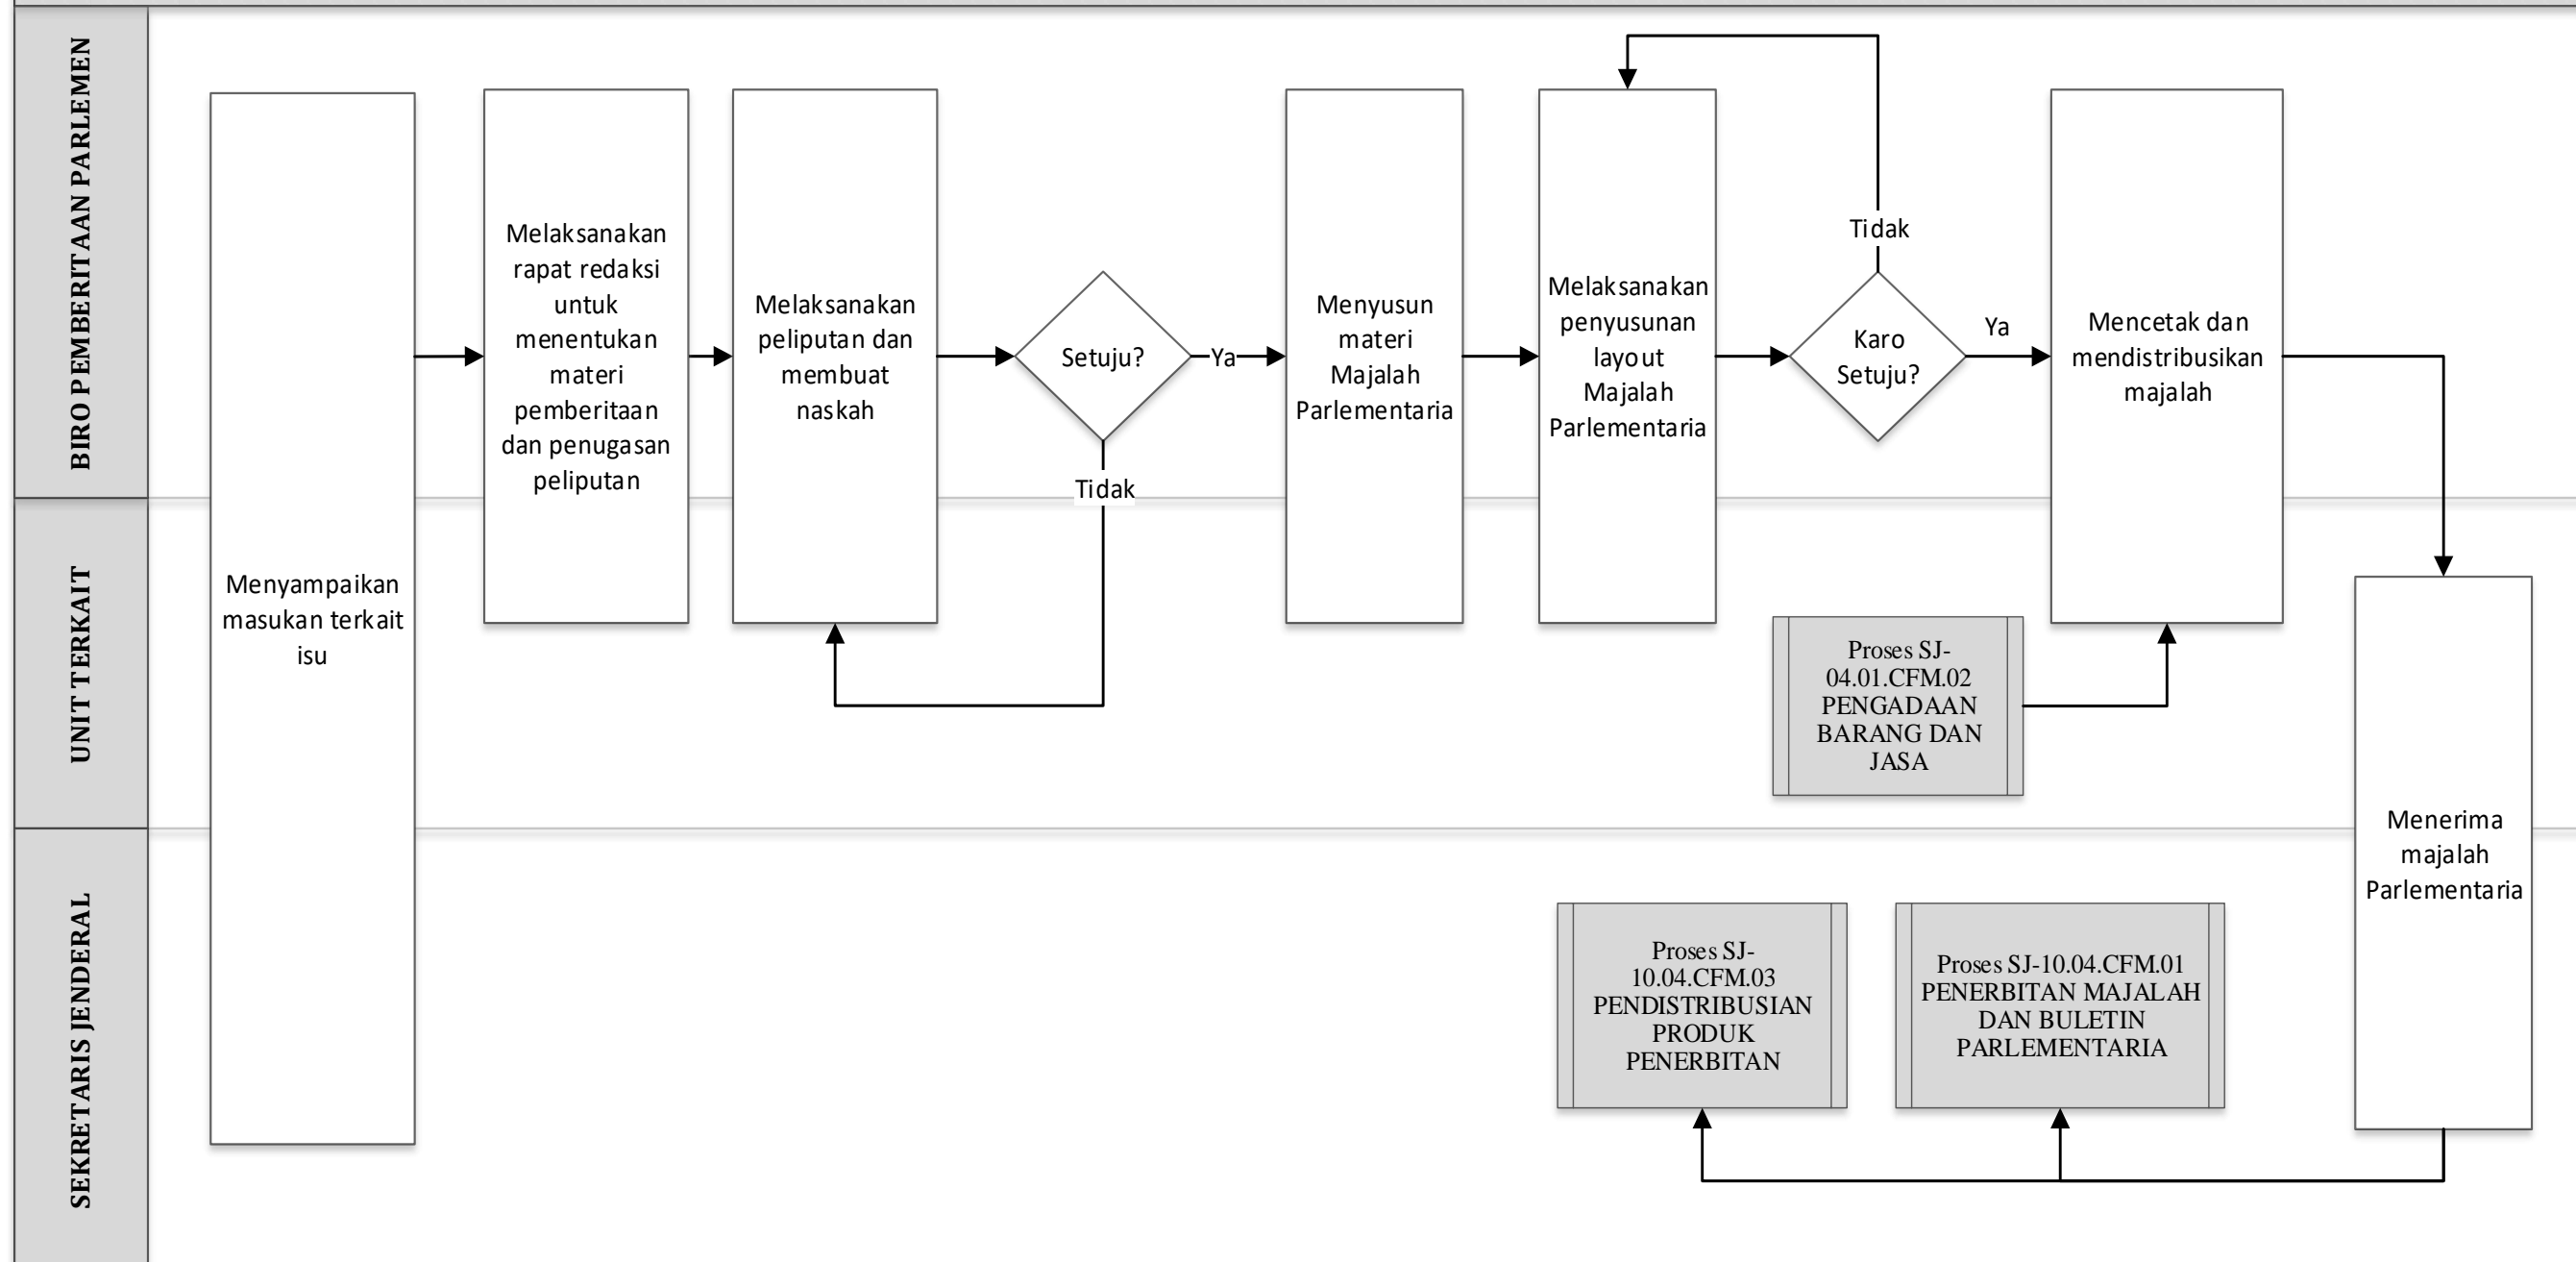 BIRO PEMBERITAAN PARLEMEN
UNIT TERKAIT
SEKRETARIS JENDERAL
Menyampaikan
masukan terkait
isu
Melaksanakan
rapat redaksi
untuk
menentukan
materi
pemberitaan
dan penugasan
peliputan
Melaksanakan
peliputan dan
membuat
naskah
Setuju?
Ya
Tidak
Menyusun
materi
Majalah
Parlementaria
Melaksanakan
penyusunan
layout
Majalah
Parlementaria
Karo
Setuju?
Tidak
Ya
Mencetak dan
mendistribusikan
majalah
Proses SJ-
04.01.CFM.02
PENGADAAN
BARANG DAN
JASA
Menerima
majalah
Parlementaria
Proses SJ-
10.04.CFM.03
PENDISTRIBUSIAN
PRODUK
PENERBITAN
Proses SJ-10.04.CFM.01
PENERBITAN MAJALAH
DAN BULETIN
PARLEMENTARIA